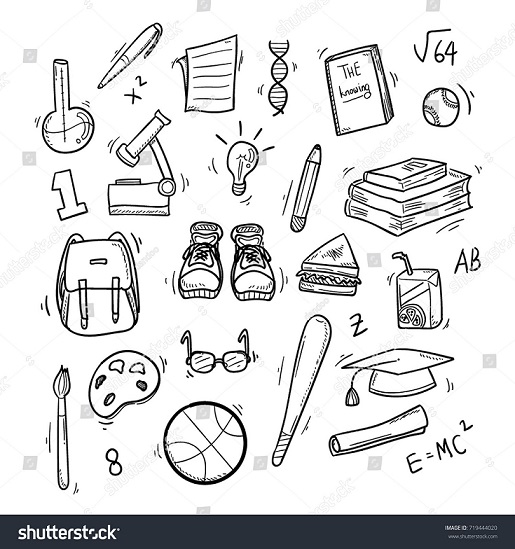 √64
x²
THE
knowing
1
AB
Z
8
E=MC²
shutterstock®
IMAGE ID: 719444020
www.shutterstock.com